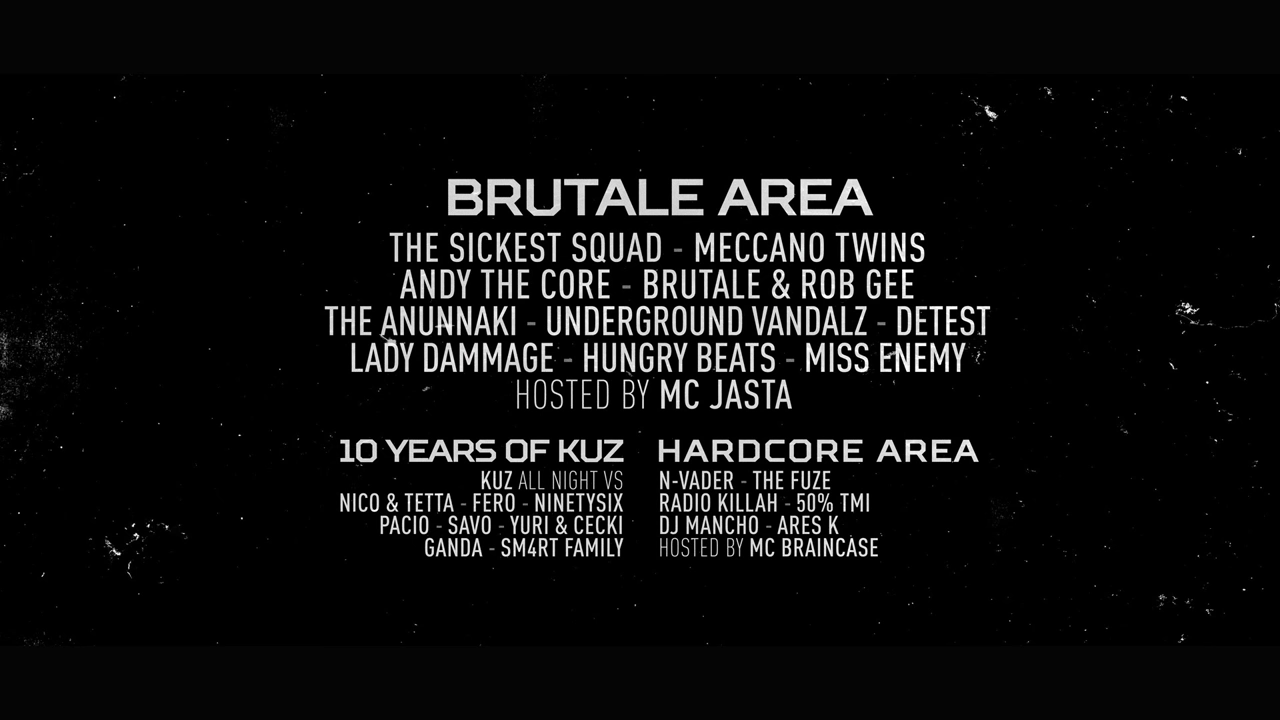 BRUTALE AREA
THE SICKEST SQUAD - MECCANO TWINS
ANDY THE CORE - BRUTALE & ROB GEE
THE ANUNNAKI - UNDERGROUND VANDALZ - DETEST
LADY DAMMAGE - HUNGRY BEATS - MISS ENEMY
HOSTED BY MC JASTA
10 YEARS OF KUZ
KUZ ALL NIGHT VS
NICO & TETTA - FERO - NINETYSIX
PACIO - SAVO - YURI & CECKI
GANDA - SM4RT FAMILY
HARDCORE AREA
N-VADER - THE FUZE
RADIO KILLAH - 50% TMI
DJ MANCHO - ARES K
HOSTED BY MC BRAINCASE